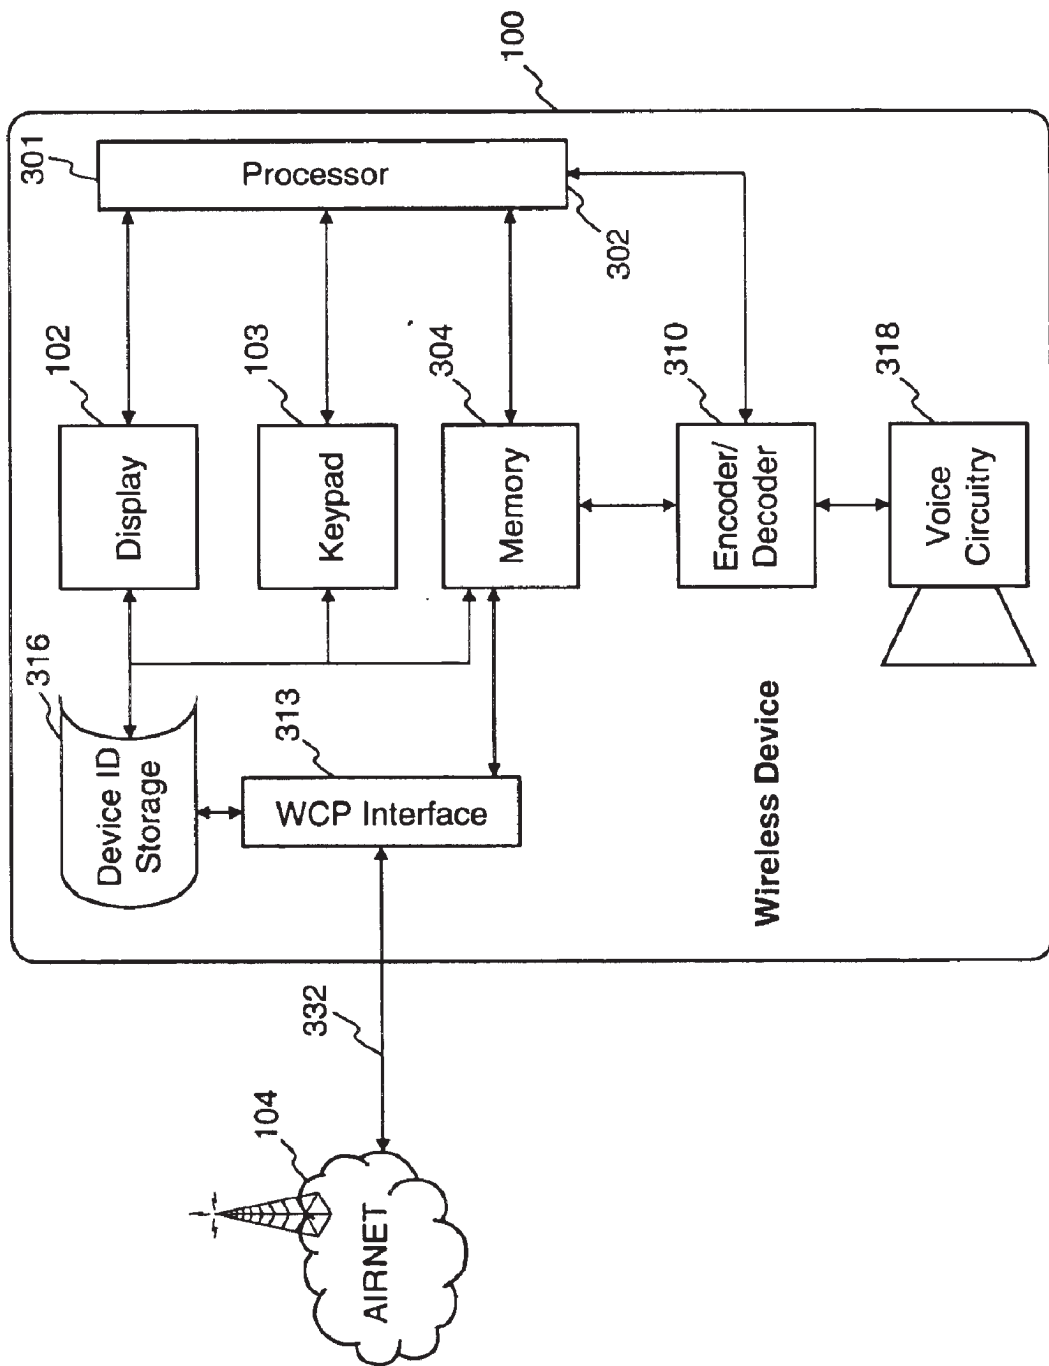 104
AIRNET
332
316
Device ID
Storage
313
WCP Interface
102
Display
103
Keypad
304
Memory
310
Encoder/
Decoder
318
Voice
Circuitry
301
Processor
302
100
Wireless Device